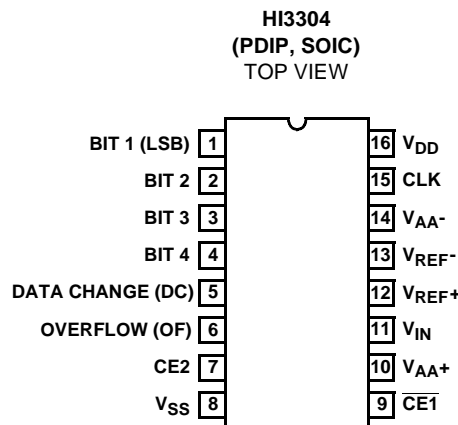 HI3304
(PDIP, SOIC)
TOP VIEW
BIT 1 (LSB) 1 16 VDD
BIT 2 2 15 CLK
BIT 3 3 14 VAA-
BIT 4 4 13 VREF-
DATA CHANGE (DC) 5 12 VREF+
OVERFLOW (OF) 6 11 VIN
CE2 7 10 VAA+
VSS 8 9 C̅E̅1̅